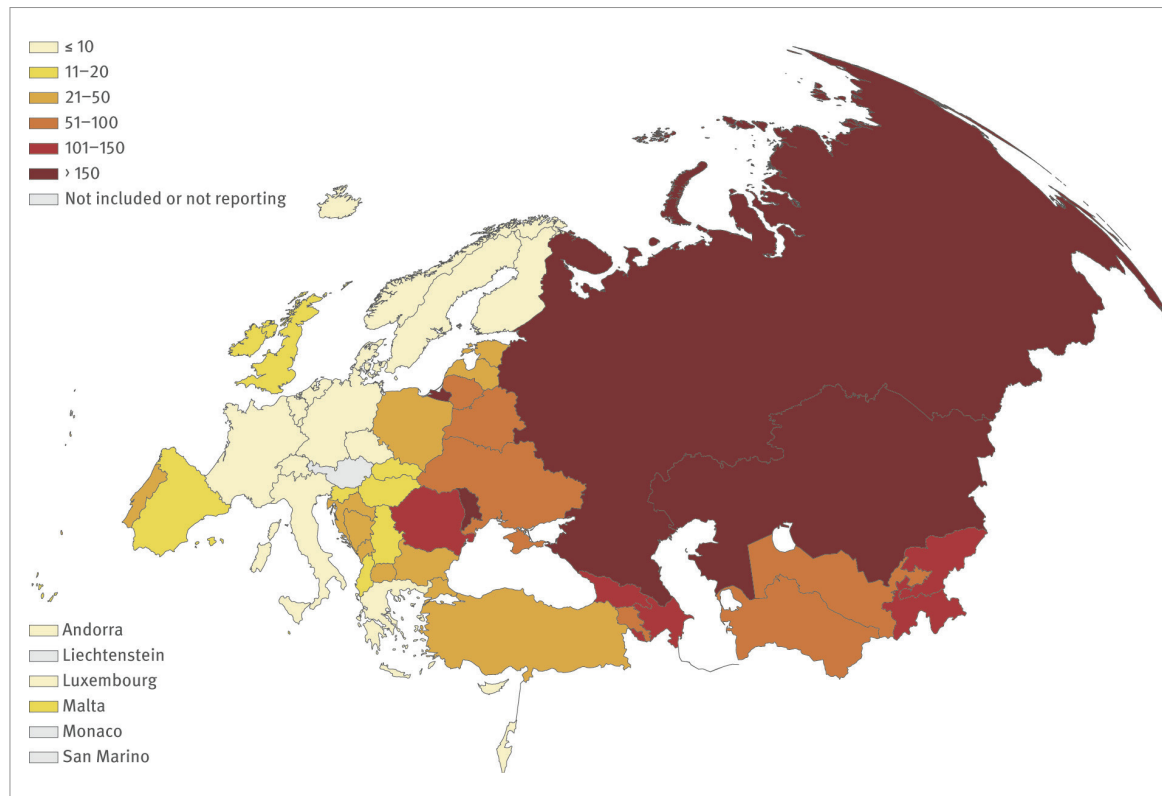 ≤ 10
11–20
21–50
51–100
101–150
› 150
Not included or not reporting
Andorra
Liechtenstein
Luxembourg
Malta
Monaco
San Marino